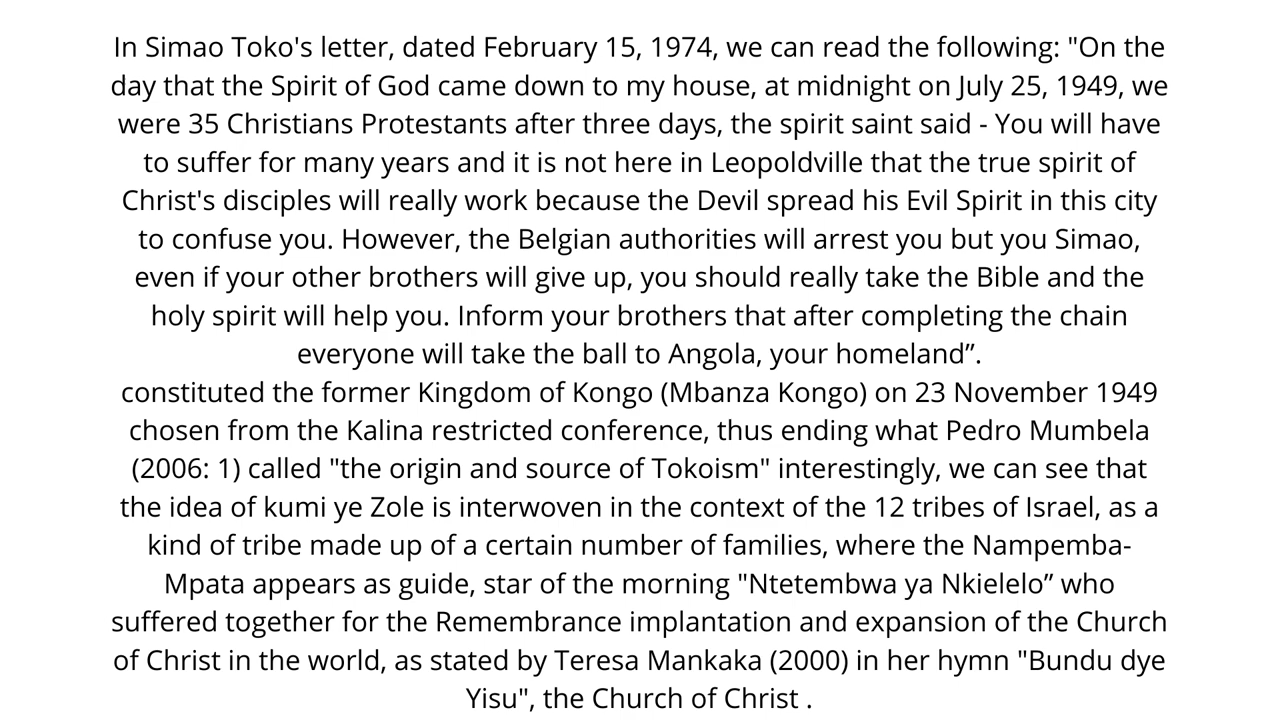 In Simao Toko's letter, dated February 15, 1974, we can read the following: "On the
day that the Spirit of God came down to my house, at midnight on July 25, 1949, we
were 35 Christians Protestants after three days, the spirit saint said - You will have
to suffer for many years and it is not here in Leopoldville that the true spirit of
Christ's disciples will really work because the Devil spread his Evil Spirit in this city
to confuse you. However, the Belgian authorities will arrest you but you Simao,
even if your other brothers will give up, you should really take the Bible and the
holy spirit will help you. Inform your brothers that after completing the chain
everyone will take the ball to Angola, your homeland”.
constituted the former Kingdom of Kongo (Mbanza Kongo) on 23 November 1949
chosen from the Kalina restricted conference, thus ending what Pedro Mumbela
(2006: 1) called "the origin and source of Tokoism" interestingly, we can see that
the idea of kumi ye Zole is interwoven in the context of the 12 tribes of Israel, as a
kind of tribe made up of a certain number of families, where the Nampemba-
Mpata appears as guide, star of the morning "Ntetembwa ya Nkielelo” who
suffered together for the Remembrance implantation and expansion of the Church
of Christ in the world, as stated by Teresa Mankaka (2000) in her hymn "Bundu dye
Yisu", the Church of Christ .